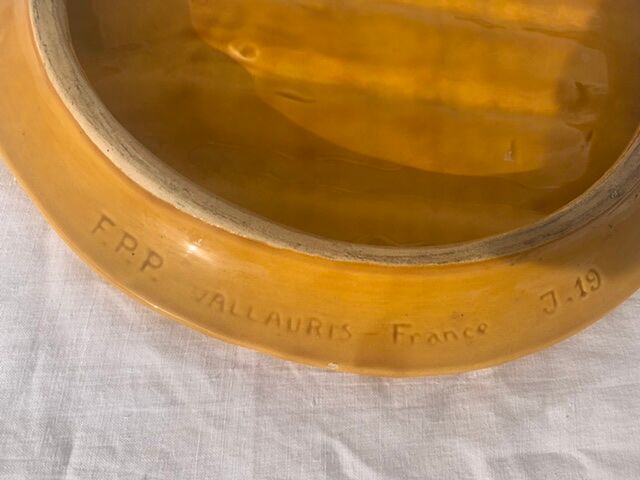 F.P.P. VALLAURIS - France J.19